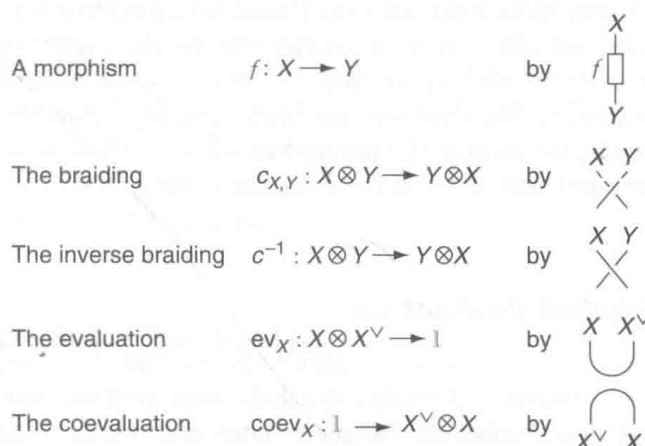 X
A morphism f : X → Y by f
Y
X Y
The braiding c_{X,Y} : X ⊗ Y → Y ⊗ X by
X Y
The inverse braiding c^{-1} : X ⊗ Y → Y ⊗ X by
X X^∨
The evaluation ev_X : X ⊗ X^∨ → 𝟙 by
The coevaluation coev_X : 𝟙 → X^∨ ⊗ X by
X^∨ X